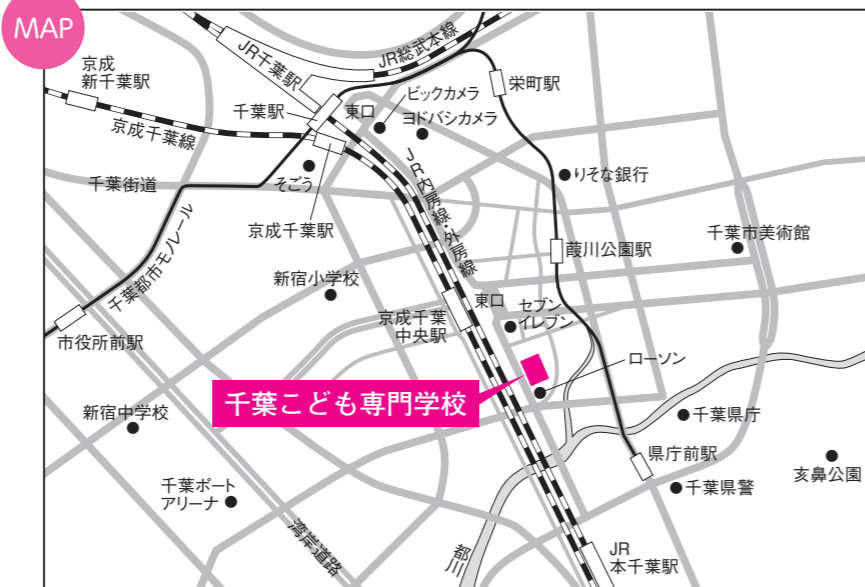 MAP
京成
新千葉駅
JR千葉駅
JR総武本線
千葉駅
東口
ビックカメラ
ヨドバシカメラ
栄町駅
京成千葉線
千葉街道
そごう
京成千葉駅
JR内房線・外房線
りそな銀行
千葉都市モノルール
新宿小学校
葭川公園駅
千葉市美術館
市役所前駅
京成千葉
中央駅
東口
セブン
イレブン
ローソン
千葉こども専門学校
新宿中学校
千葉県庁
県庁前駅
千葉ポート
アリーナ
千葉県警
亥鼻公園
湾岸道路
都川
JR
本千葉駅